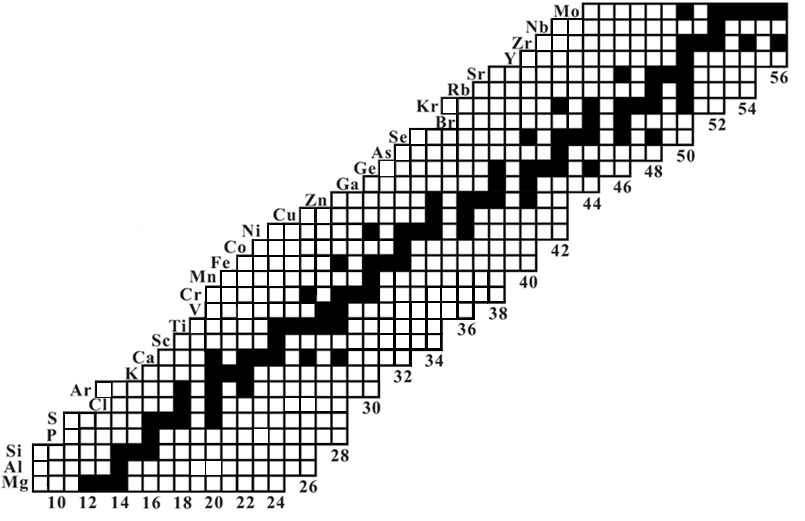 Mo
Nb
Zr
Y
56
Sr
54
Rb
Kr
52
Br
Se
50
As
48
Ge
46
Ga
44
Zn
Cu
42
Ni
Co
40
Fe
Mn
38
Cr
36
V
Ti
34
Sc
Ca
32
K
30
Ar
Cl
S
28
P
Si
26
Al
Mg
10 12 14 16 18 20 22 24